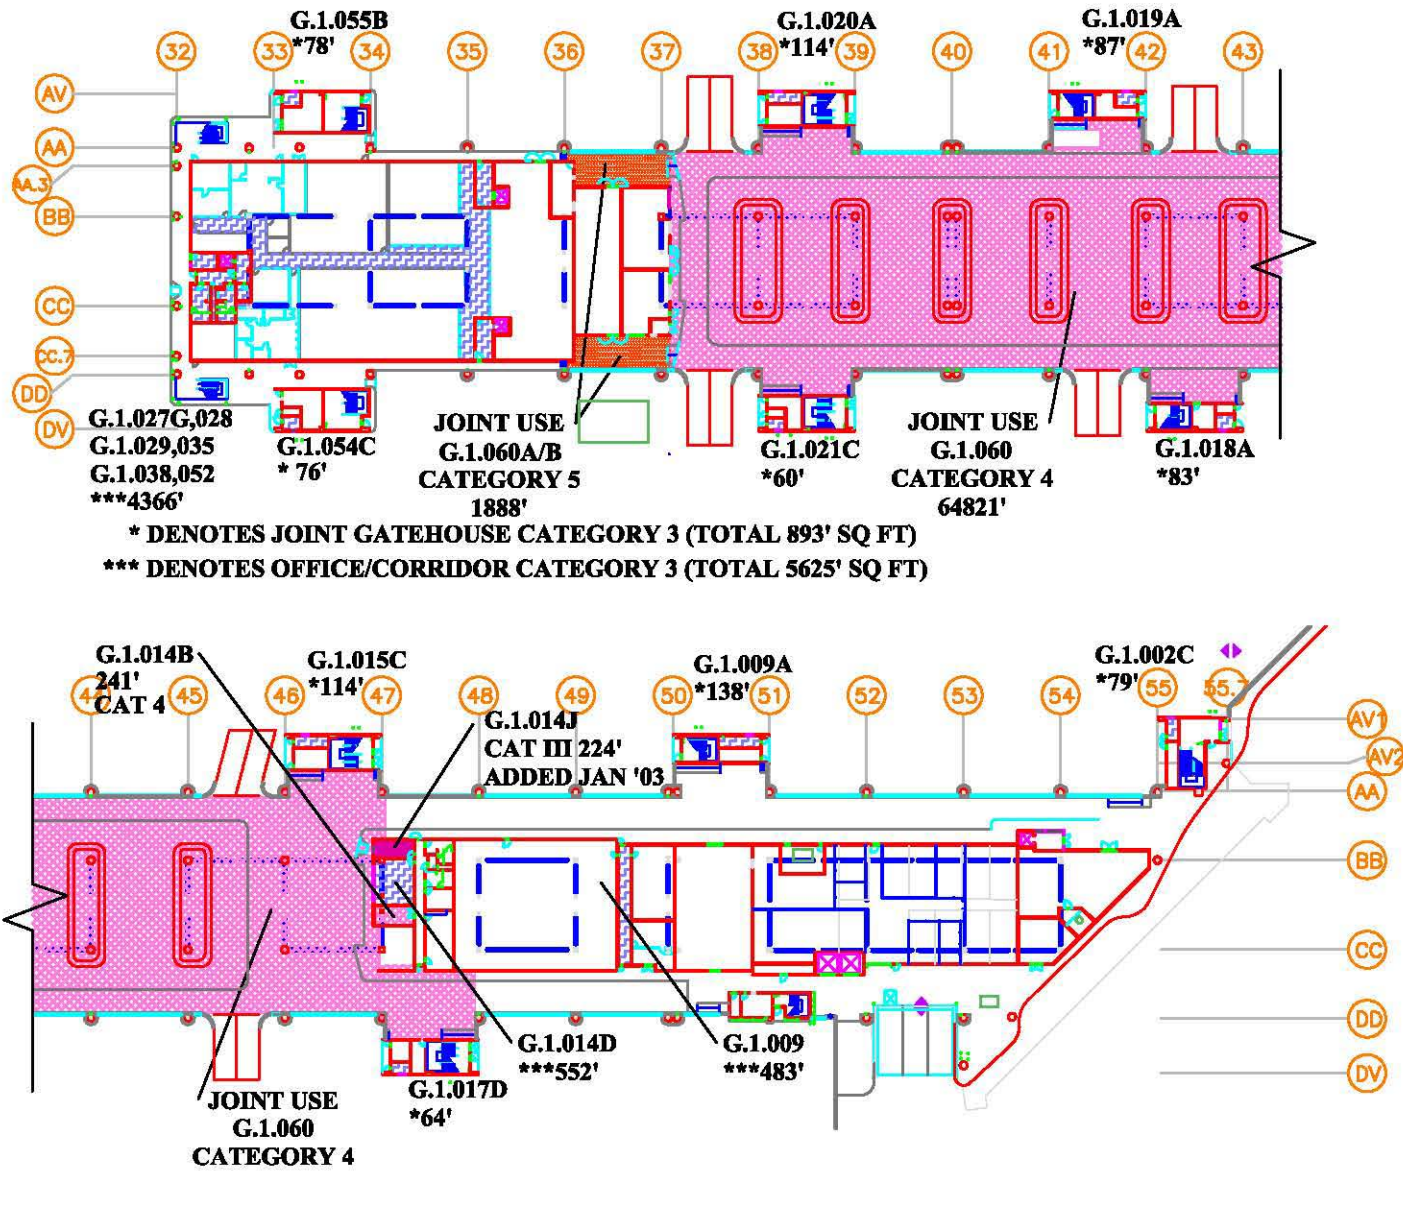 G.1.055B
*78'
G.1.020A
*114'
G.1.019A
*87'
32
33
34
35
36
37
38
39
40
41
42
43
AV
AA
AA.3
BB
CC
CC.7
DD
DV
G.1.027G,028
G.1.029,035
G.1.038,052
***4366'
G.1.054C
* 76'
JOINT USE
G.1.060A/B
CATEGORY 5
1888'
G.1.021C
*60'
JOINT USE
G.1.060
CATEGORY 4
64821'
G.1.018A
*83'
* DENOTES JOINT GATEHOUSE CATEGORY 3 (TOTAL 893' SQ FT)
*** DENOTES OFFICE/CORRIDOR CATEGORY 3 (TOTAL 5625' SQ FT)
G.1.014B
241'
CAT 4
G.1.015C
*114'
G.1.009A
*138'
G.1.002C
*79'
44
45
46
47
48
49
50
51
52
53
54
55
55.7
G.1.014J
CAT III 224'
ADDED JAN '03
AV1
AV2
AA
BB
CC
DD
DV
G.1.014D
***552'
G.1.009
***483'
G.1.017D
*64'
JOINT USE
G.1.060
CATEGORY 4